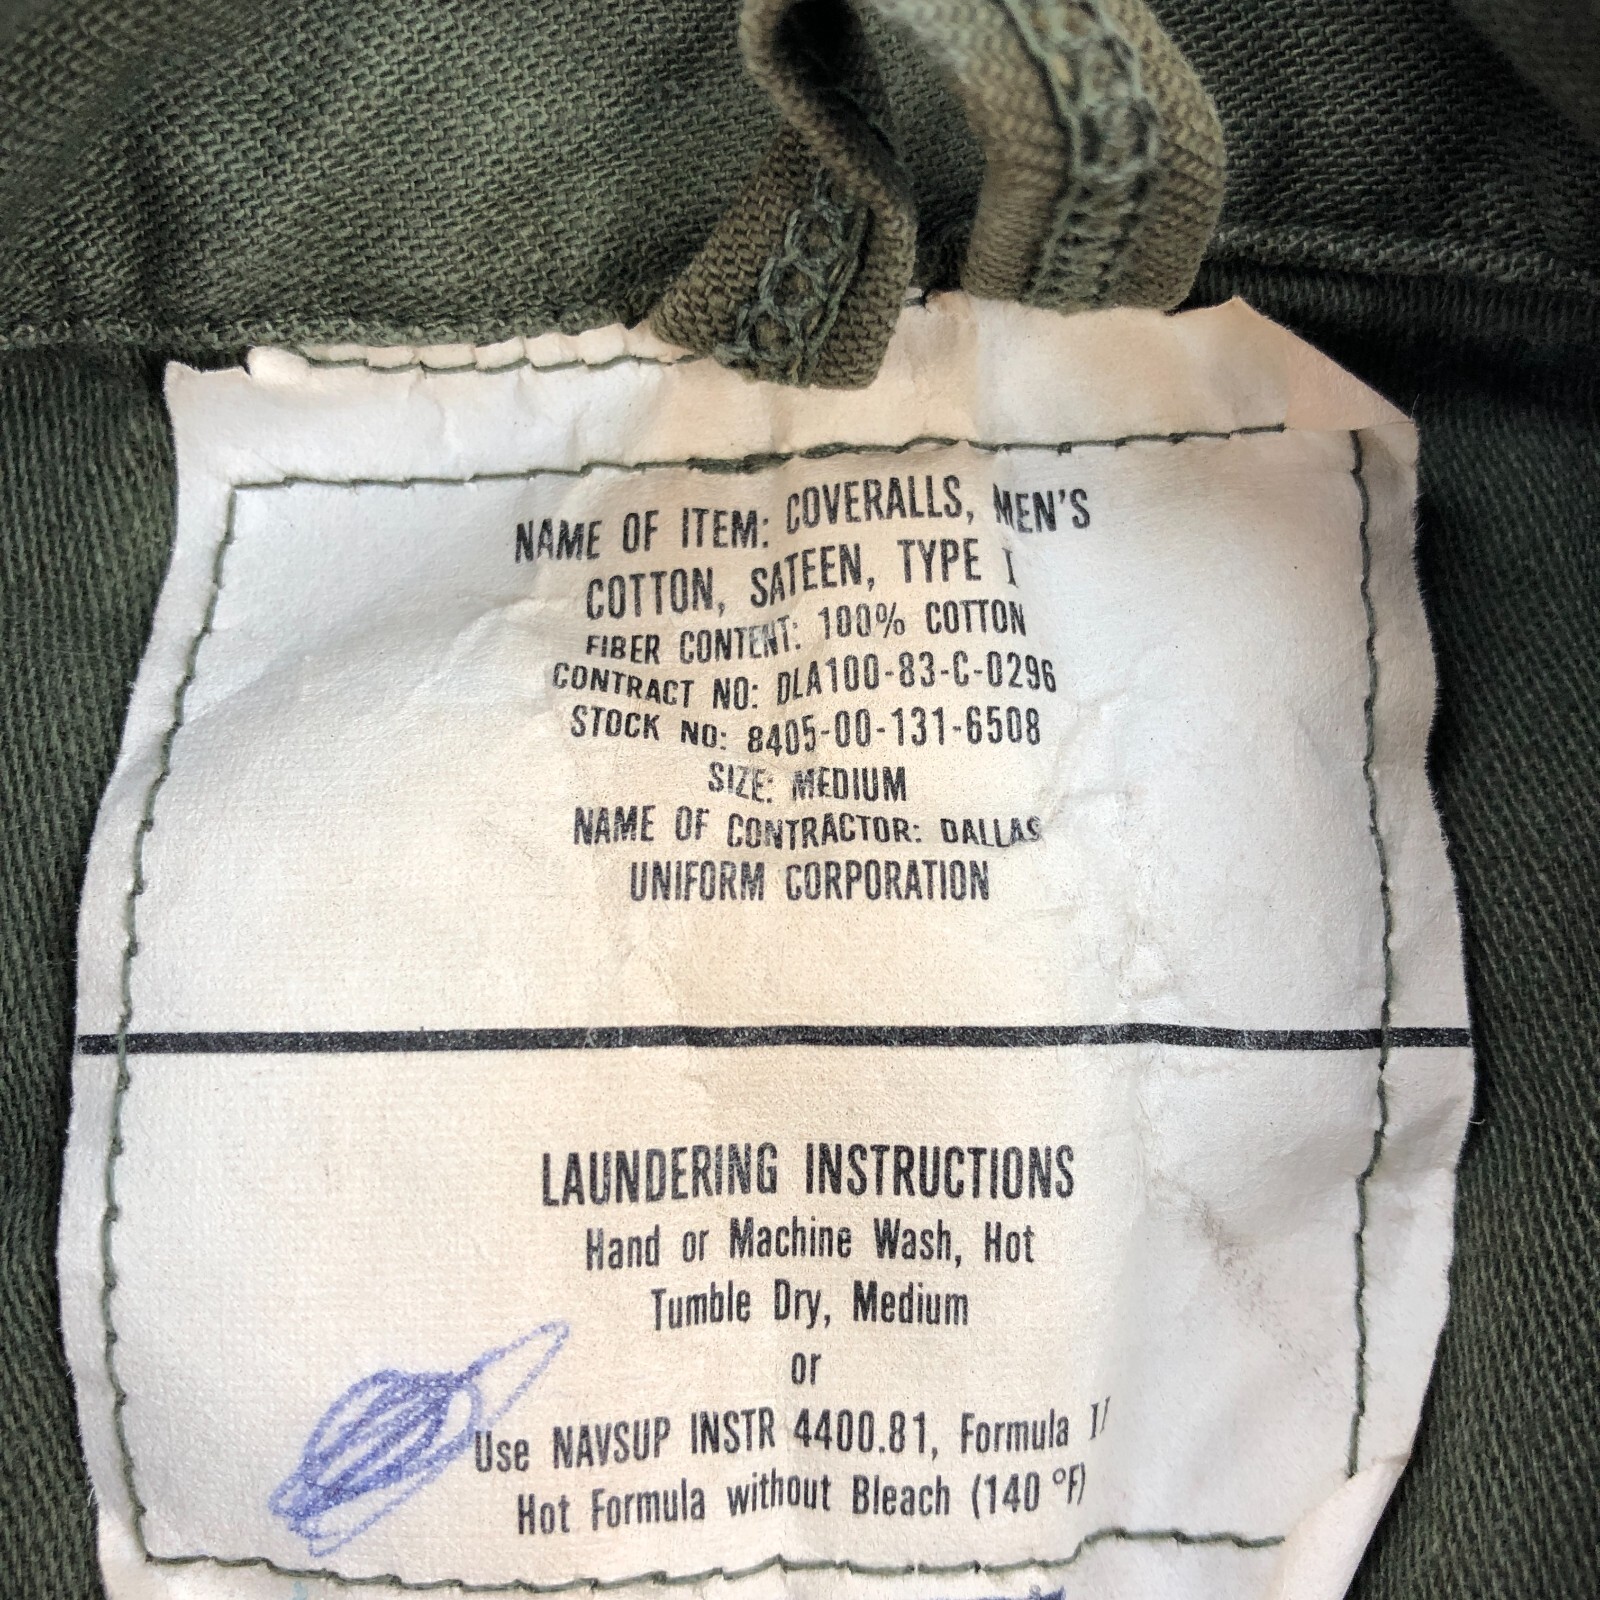 NAME OF ITEM: COVERALLS, MEN'S
COTTON, SATEEN, TYPE I
FIBER CONTENT: 100% COTTON
CONTRACT NO: DLA100-83-C-0296
STOCK NO: 8405-00-131-6508
SIZE: MEDIUM
NAME OF CONTRACTOR: DALLAS
UNIFORM CORPORATION
LAUNDERING INSTRUCTIONS
Hand or Machine Wash, Hot
Tumble Dry, Medium
or
Use NAVSUP INSTR 4400.81, Formula II
Hot Formula without Bleach (140 °F)